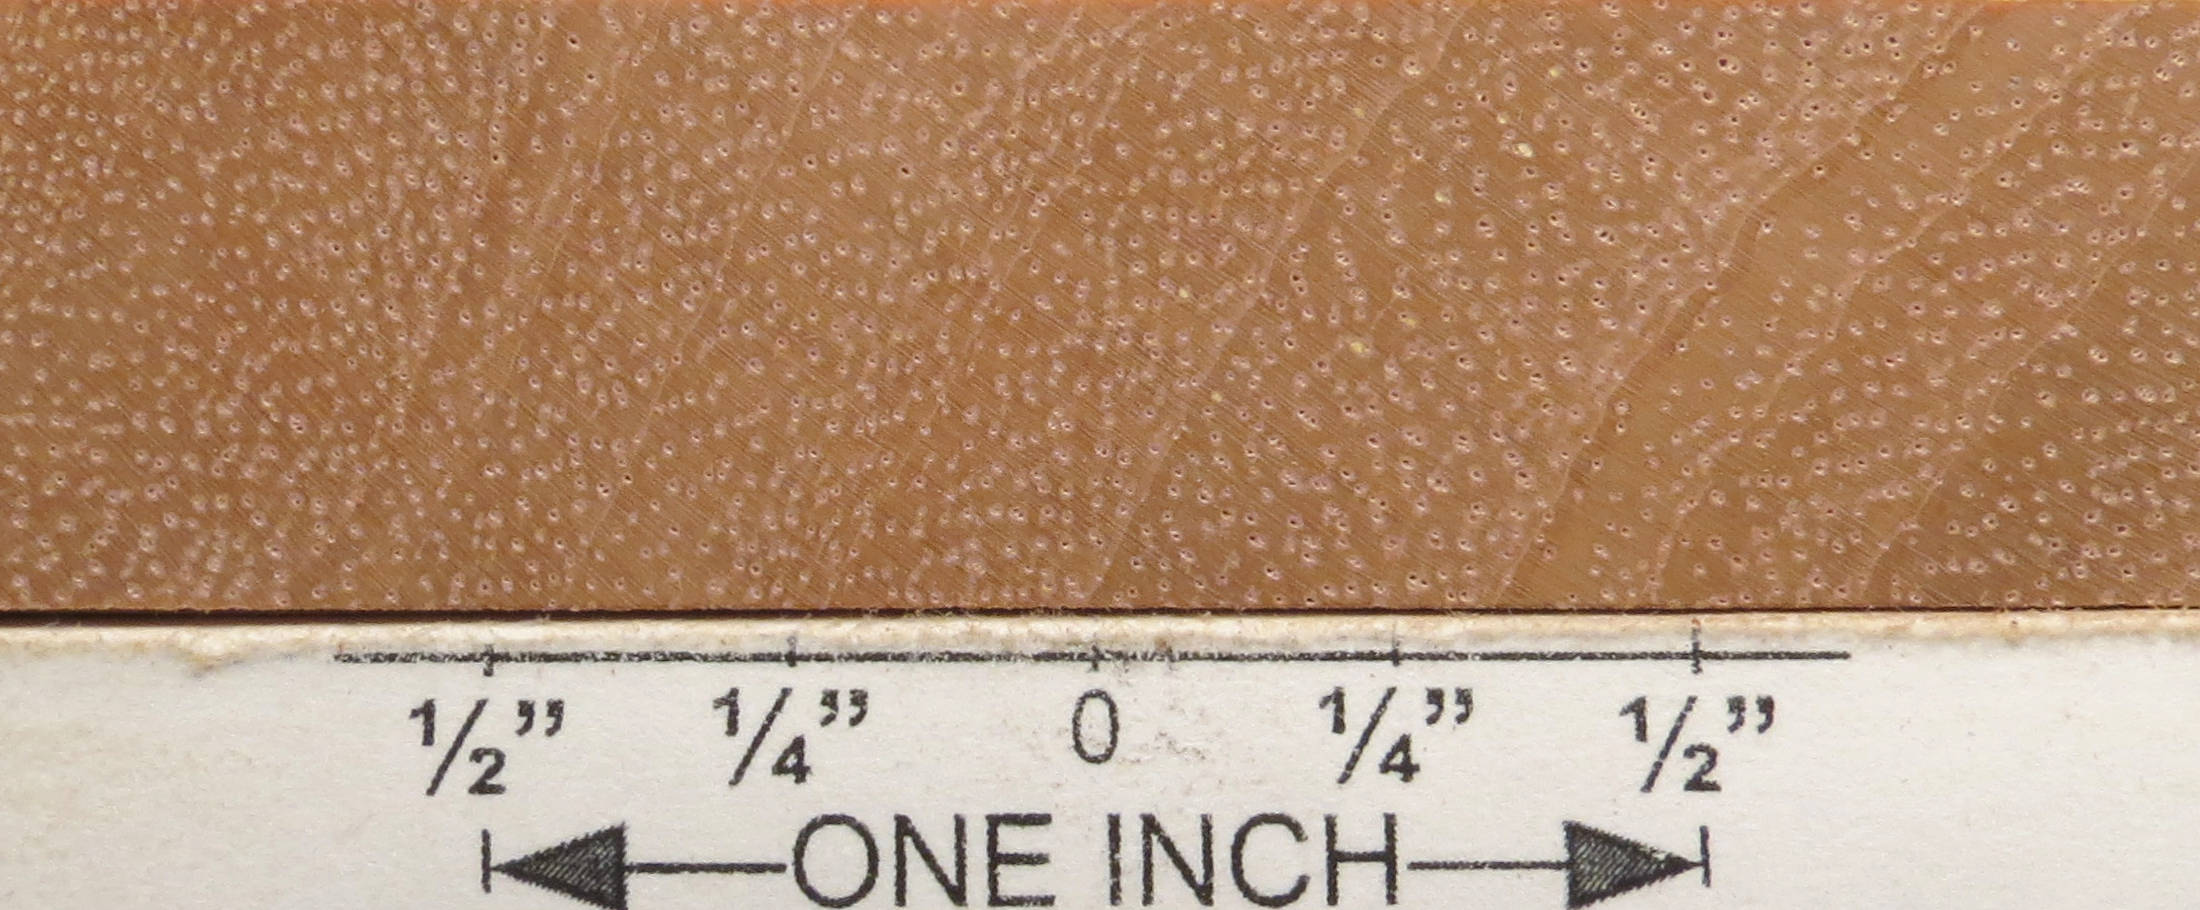 1/2” 1/4” 0 1/4” 1/2”
ONE INCH